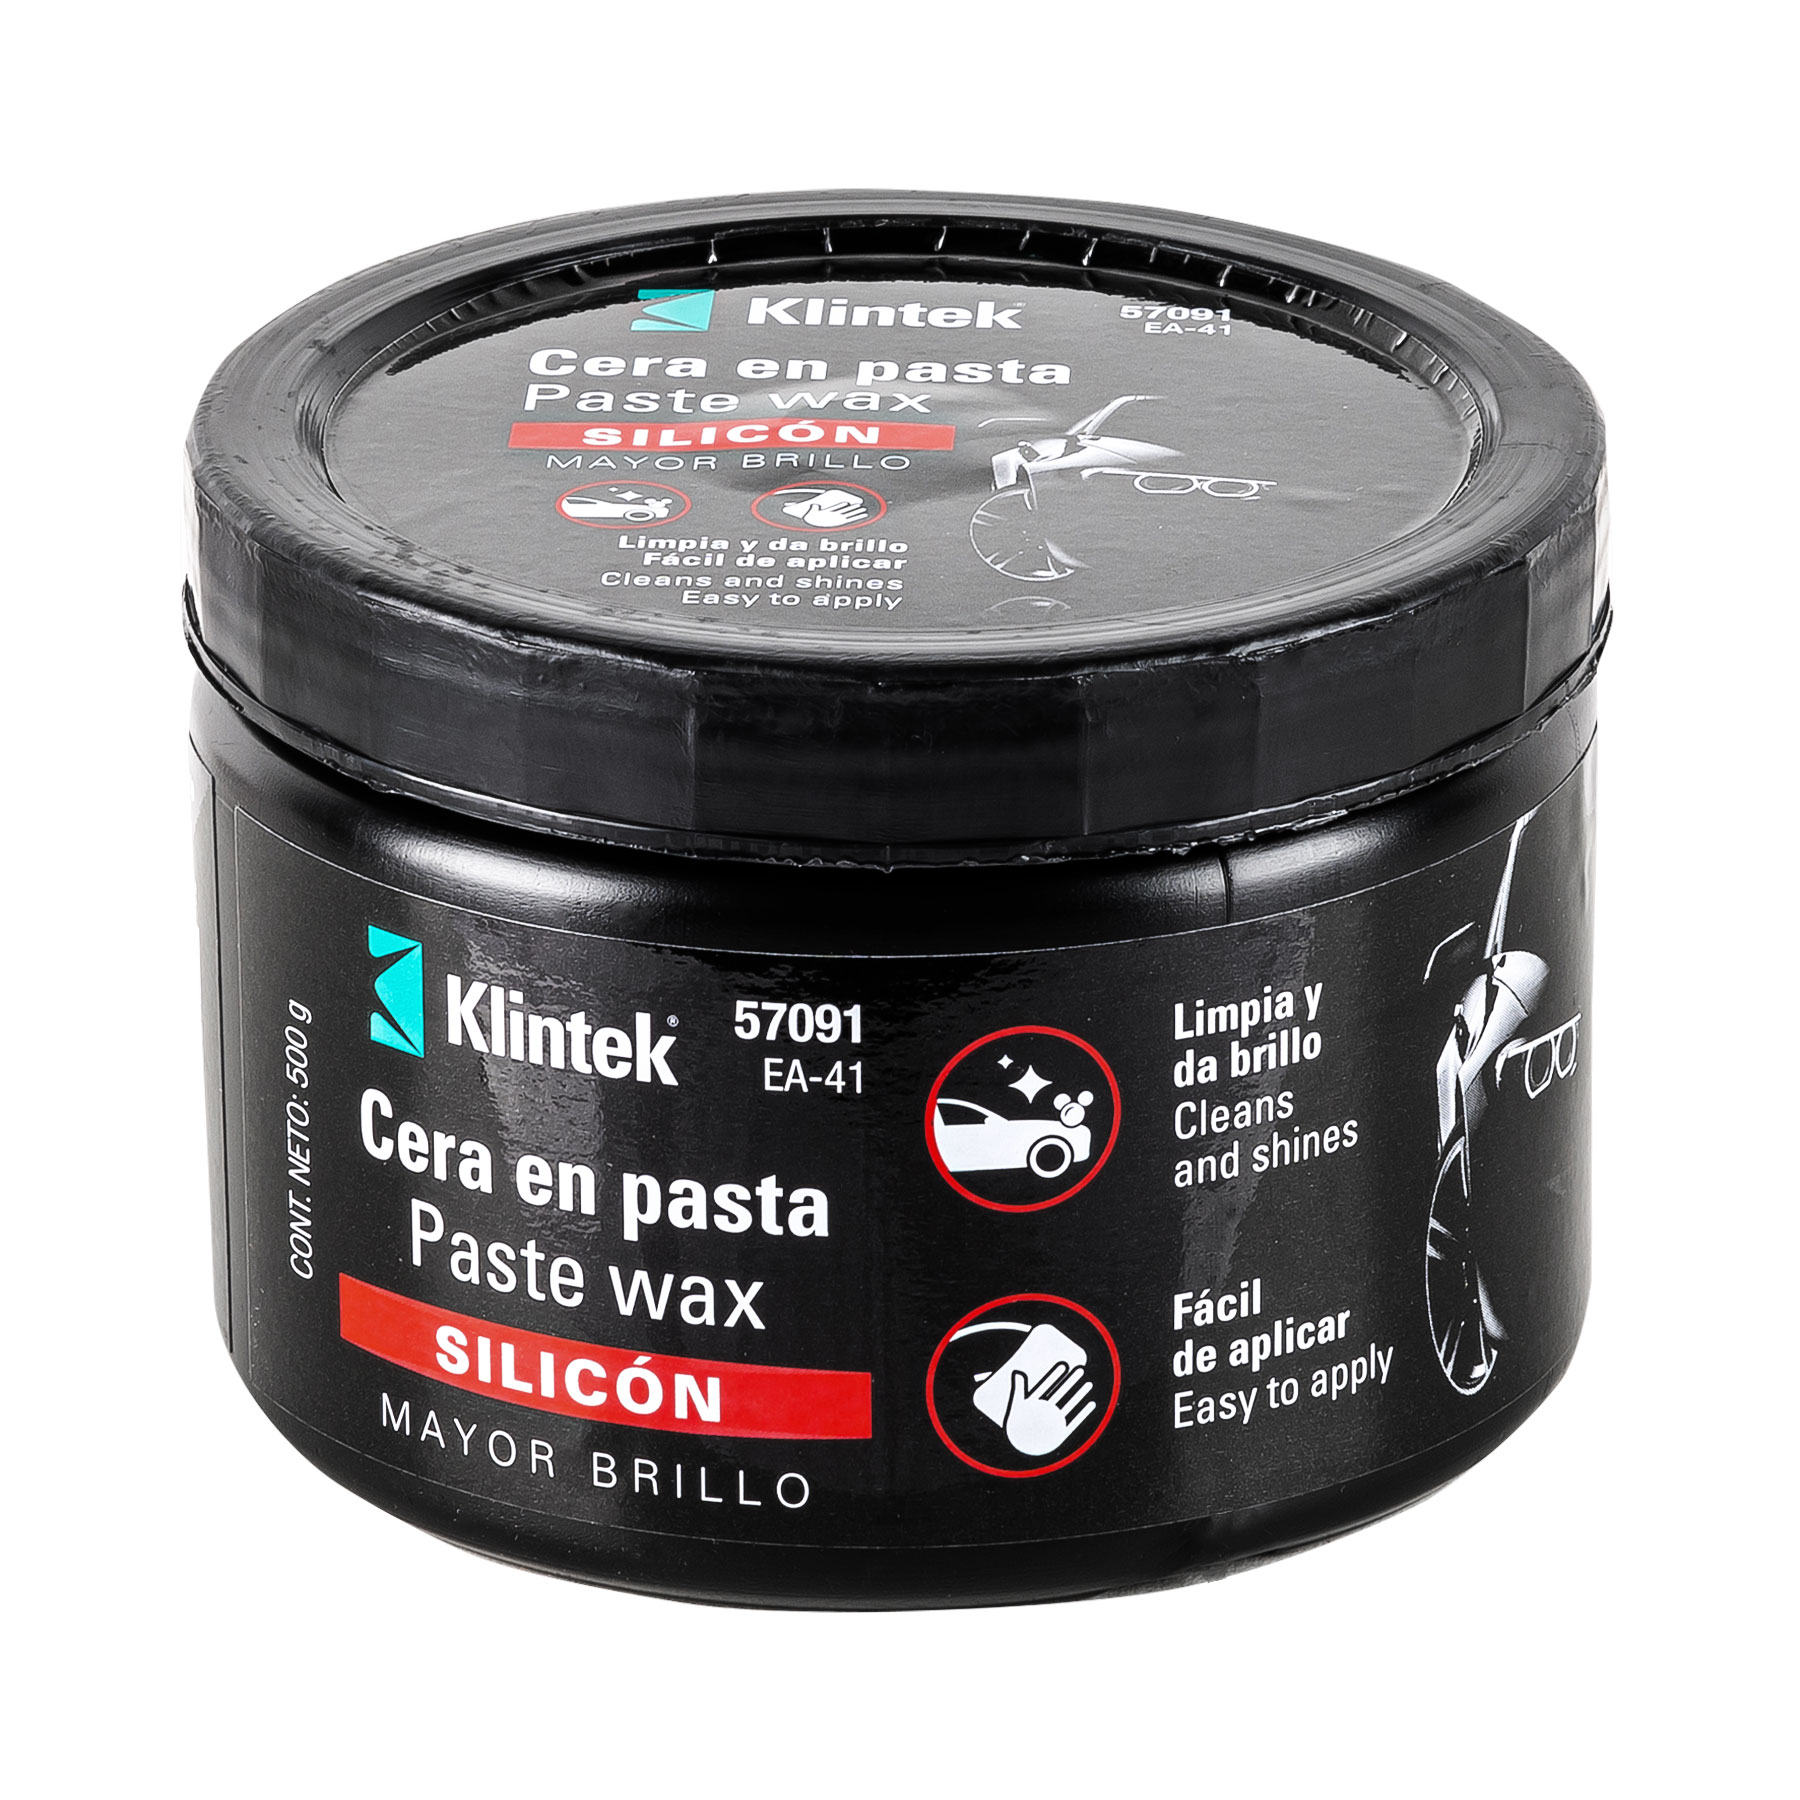 Klintek
57091
EA-41
Cera en pasta
Paste wax
SILICÓN
MAYOR BRILLO
Limpia y da brillo
Fácil de aplicar
Cleans and shines
Easy to apply
CONT. NETO: 500 g
Klintek®
57091
EA-41
Cera en pasta
Paste wax
SILICÓN
MAYOR BRILLO
Limpia y
da brillo
Cleans
and shines
Fácil
de aplicar
Easy to apply